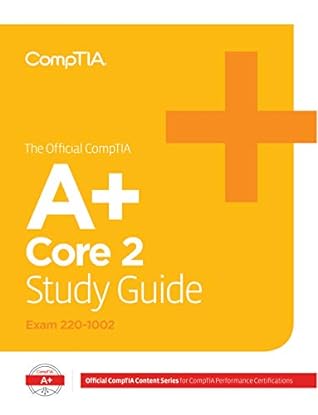 CompTIA.
The Official CompTIA
A+
Core 2
Study Guide
Exam 220-1002
CompTIA
A+
Official CompTIA Content Series for CompTIA Performance Certifications